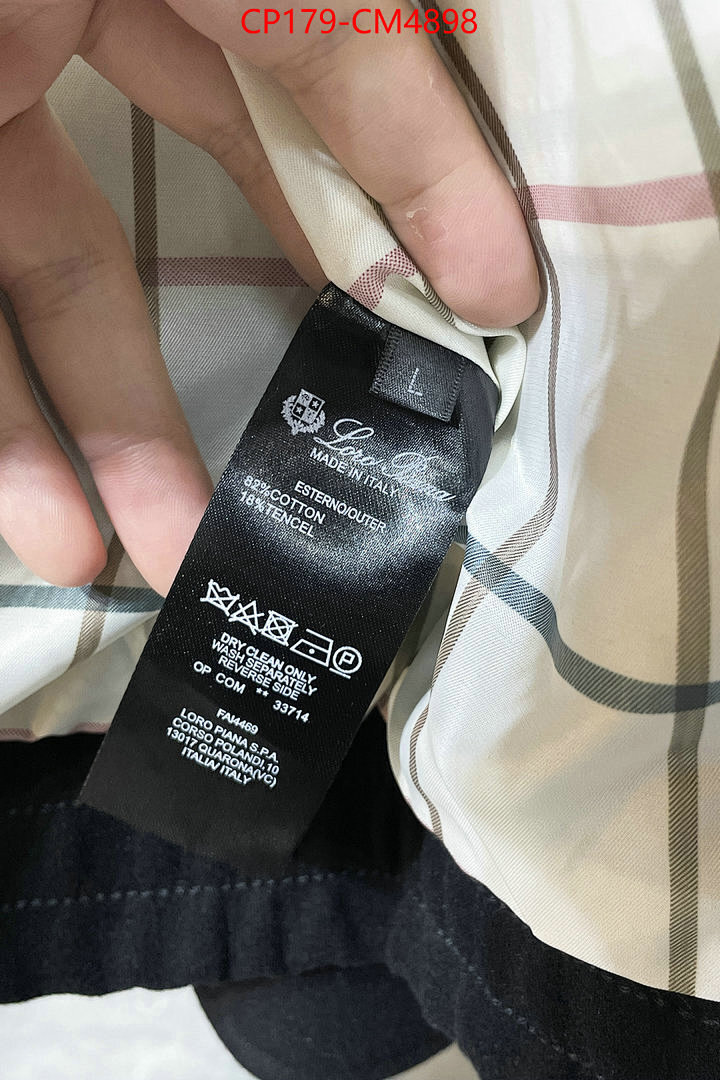 CP179-CM4898
L
Loro Piana
MADE IN ITALY
ESTERNO/OUTER
82%COTTON
18%TENCEL
DRY CLEAN ONLY
WASH SEPARATELY
REVERSE SIDE
OP COM ** 33714
FAI4469
LORO PIANA S.P.A.
CORSO POLANDI,10
13017 QUARONA(VC)
ITALIA/ ITALY